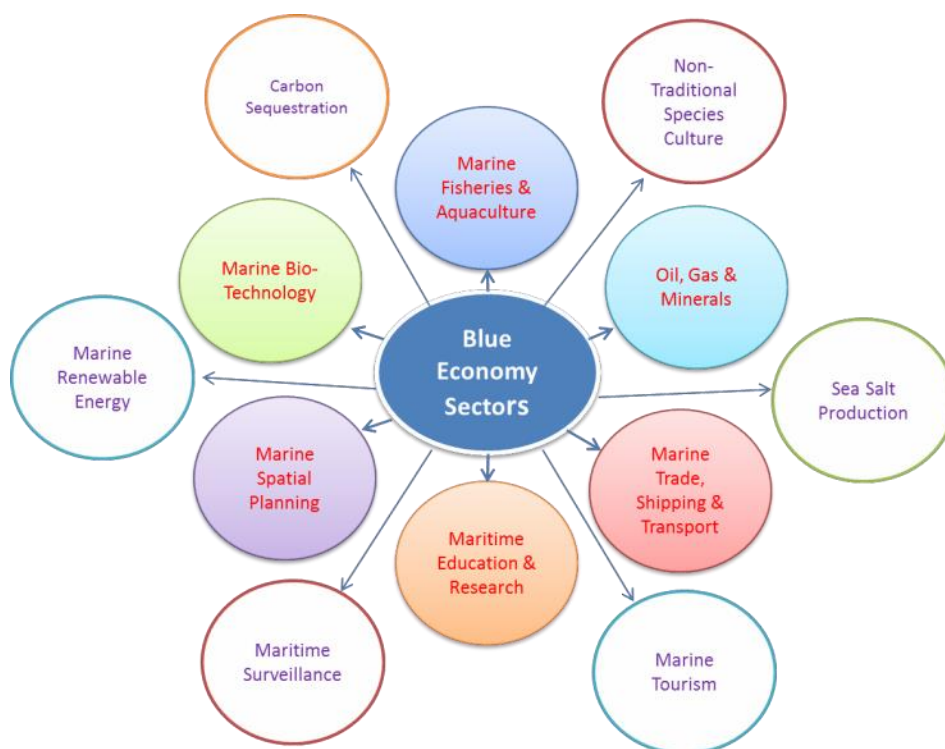 Carbon
Sequestration
Non-
Traditional
Species
Culture
Marine
Fisheries &
Aquaculture
Marine Bio-
Technology
Oil, Gas &
Minerals
Blue
Economy
Sectors
Marine
Renewable
Energy
Sea Salt
Production
Marine
Spatial
Planning
Marine
Trade,
Shipping &
Transport
Maritime
Education &
Research
Maritime
Surveillance
Marine
Tourism